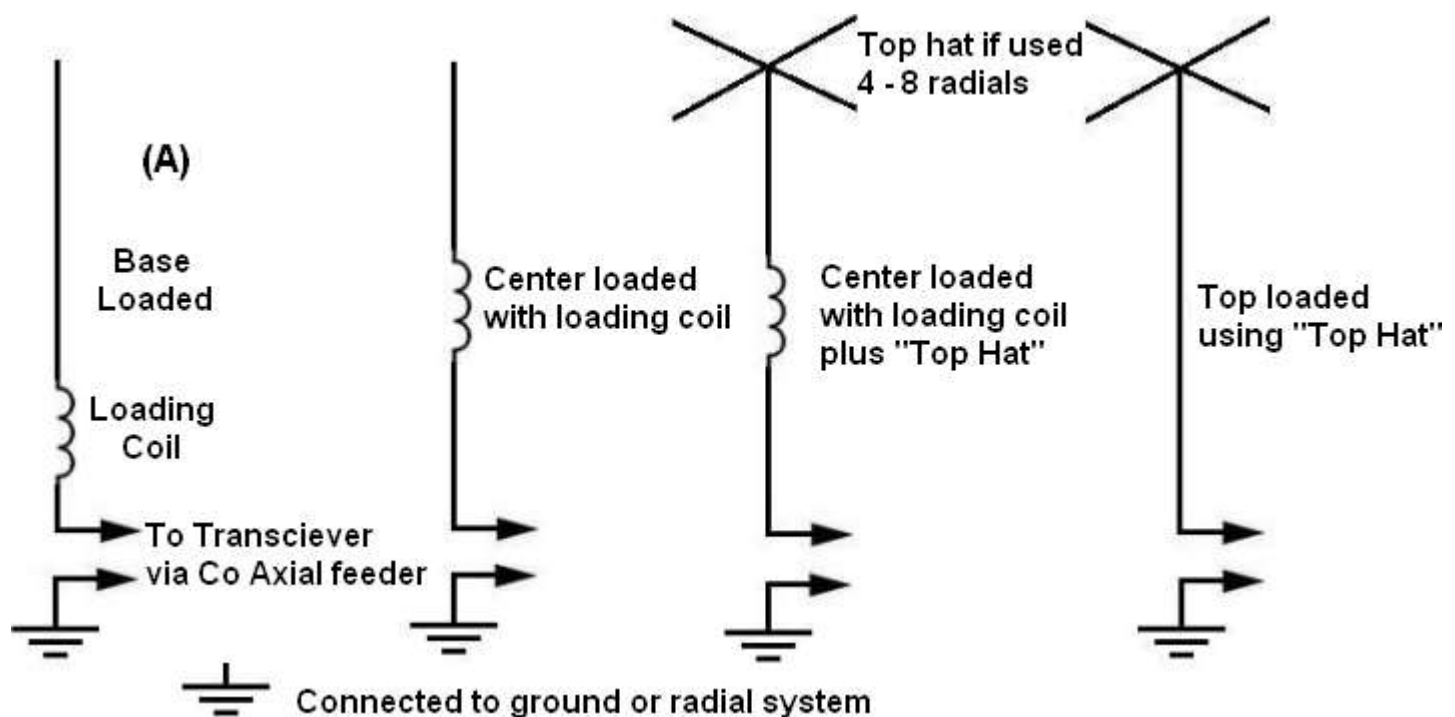 Top hat if used
4 - 8 radials
(A)
Base
Loaded
Center loaded
with loading coil
Center loaded
with loading coil
plus "Top Hat"
Top loaded
using "Top Hat"
Loading
Coil
To Transciever
via Co Axial feeder
Connected to ground or radial system